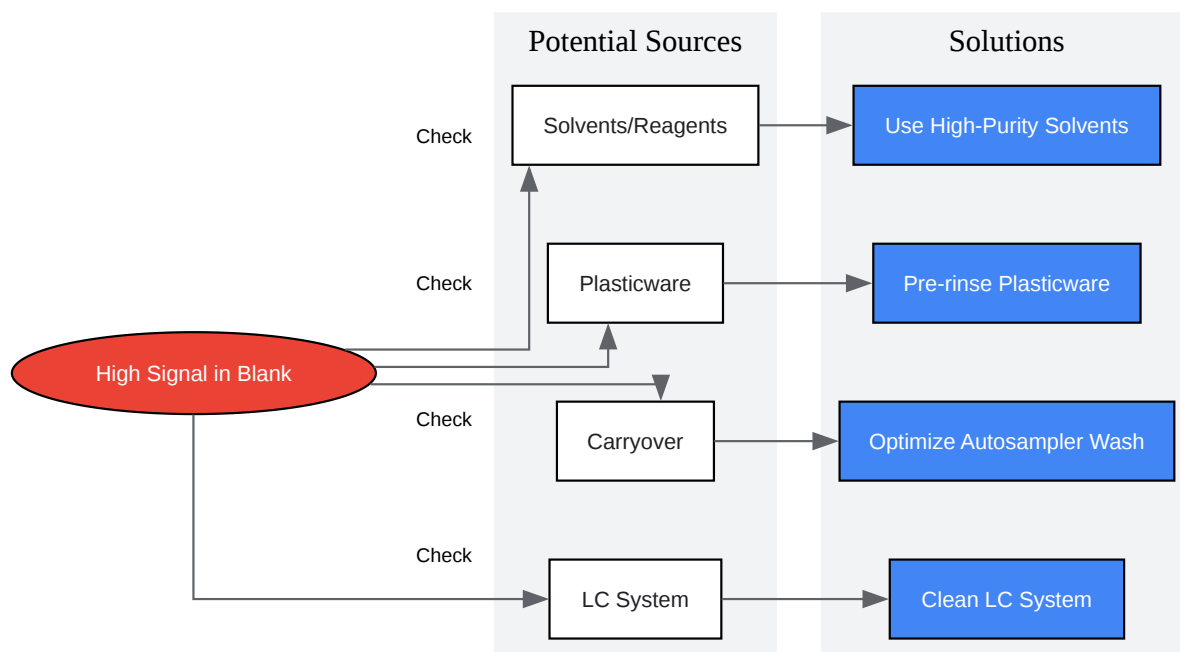 Potential Sources
Solutions
Check
Solvents/Reagents
Use High-Purity Solvents
Check
Plasticware
Pre-rinse Plasticware
High Signal in Blank
Check
Carryover
Optimize Autosampler Wash
Check
LC System
Clean LC System